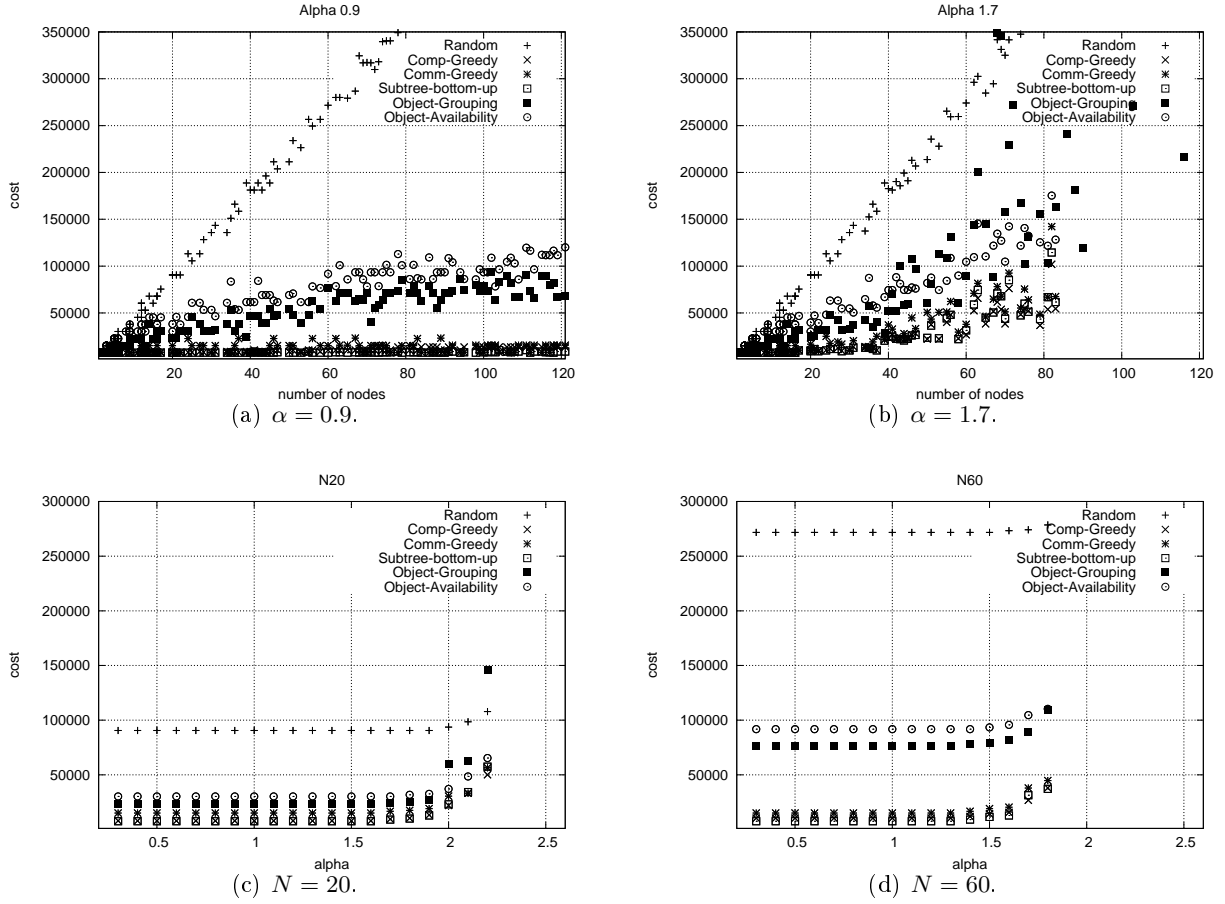 Alpha 0.9
350000
300000
250000
200000
150000
100000
50000
cost
20 40 60 80 100 120
number of nodes
Random
Comp-Greedy
Comm-Greedy
Subtree-bottom-up
Object-Grouping
Object-Availability
(a) α = 0.9.
Alpha 1.7
350000
300000
250000
200000
150000
100000
50000
cost
20 40 60 80 100 120
number of nodes
Random
Comp-Greedy
Comm-Greedy
Subtree-bottom-up
Object-Grouping
Object-Availability
(b) α = 1.7.
N20
300000
250000
200000
150000
100000
50000
cost
0.5 1 1.5 2 2.5
alpha
Random
Comp-Greedy
Comm-Greedy
Subtree-bottom-up
Object-Grouping
Object-Availability
(c) N = 20.
N60
300000
250000
200000
150000
100000
50000
cost
0.5 1 1.5 2 2.5
alpha
Random
Comp-Greedy
Comm-Greedy
Subtree-bottom-up
Object-Grouping
Object-Availability
(d) N = 60.